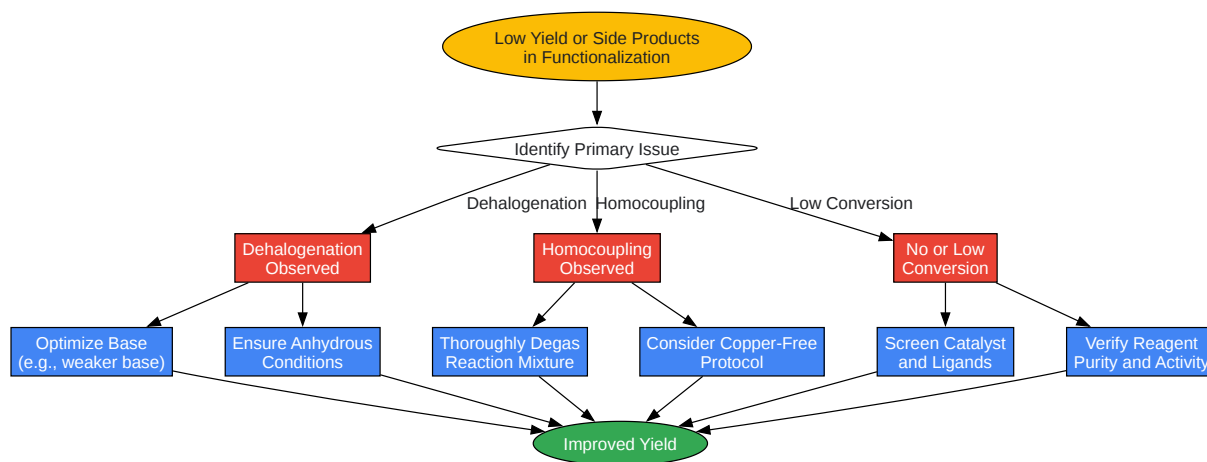 Low Yield or Side Products
in Functionalization
Identify Primary Issue
Dehalogenation
Homocoupling
Low Conversion
Dehalogenation
Observed
Homocoupling
Observed
No or Low
Conversion
Optimize Base
(e.g., weaker base)
Ensure Anhydrous
Conditions
Thoroughly Degas
Reaction Mixture
Consider Copper-Free
Protocol
Screen Catalyst
and Ligands
Verify Reagent
Purity and Activity
Improved Yield